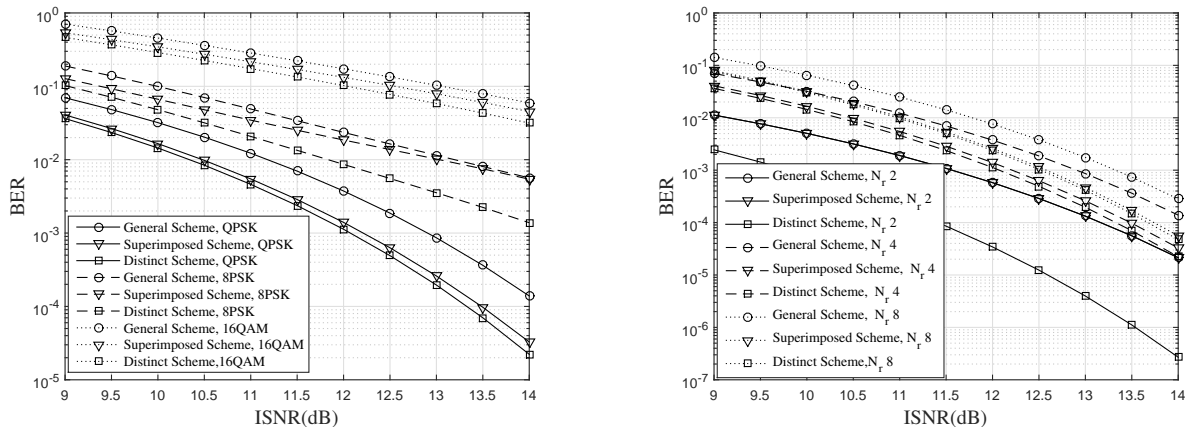 10^0
10^-1
10^-2
10^-3
10^-4
10^-5
BER
General Scheme, QPSK
Superimposed Scheme, QPSK
Distinct Scheme, QPSK
General Scheme, 8PSK
Superimposed Scheme, 8PSK
Distinct Scheme, 8PSK
General Scheme, 16QAM
Superimposed Scheme, 16QAM
Distinct Scheme,16QAM
9 9.5 10 10.5 11 11.5 12 12.5 13 13.5 14
ISNR(dB)
10^0
10^-1
10^-2
10^-3
10^-4
10^-5
10^-6
10^-7
BER
General Scheme, N_r 2
Superimposed Scheme, N_r 2
Distinct Scheme, N_r 2
General Scheme, N_r 4
Superimposed Scheme, N_r 4
Distinct Scheme, N_r 4
General Scheme, N_r 8
Superimposed Scheme, N_r 8
Distinct Scheme,N_r 8
9 9.5 10 10.5 11 11.5 12 12.5 13 13.5 14
ISNR(dB)